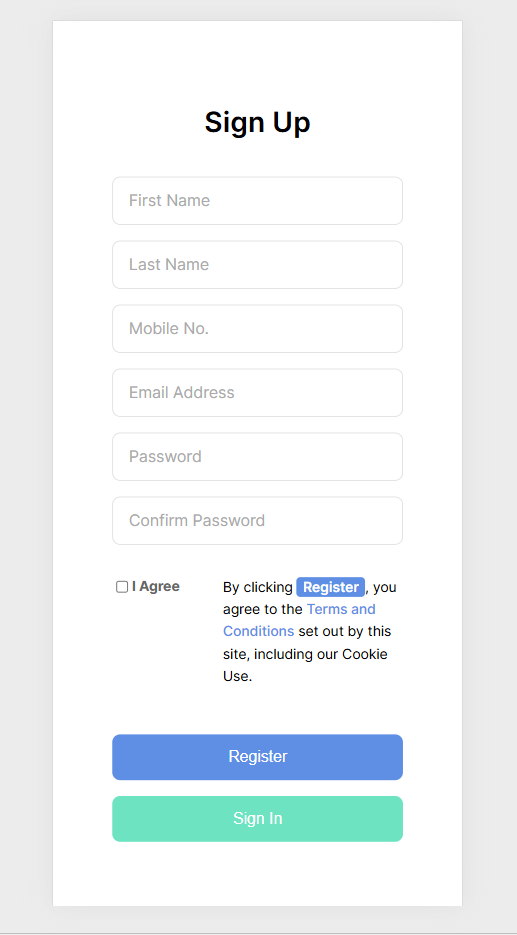 Sign Up
First Name
Last Name
Mobile No.
Email Address
Password
Confirm Password
I Agree
By clicking Register, you
agree to the Terms and
Conditions set out by this
site, including our Cookie
Use.
Register
Sign In